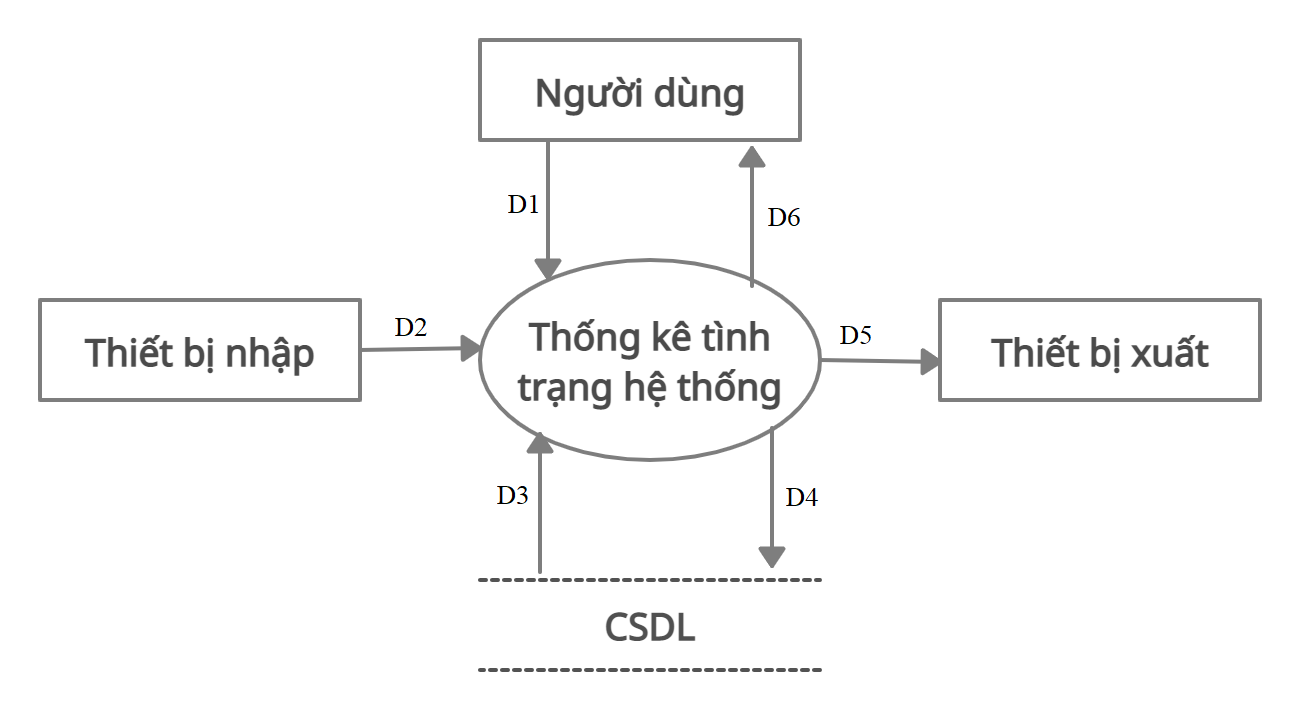 Người dùng
D1
D6
Thiết bị nhập
D2
Thống kê tình
trạng hệ thống
D5
Thiết bị xuất
D3
D4
CSDL